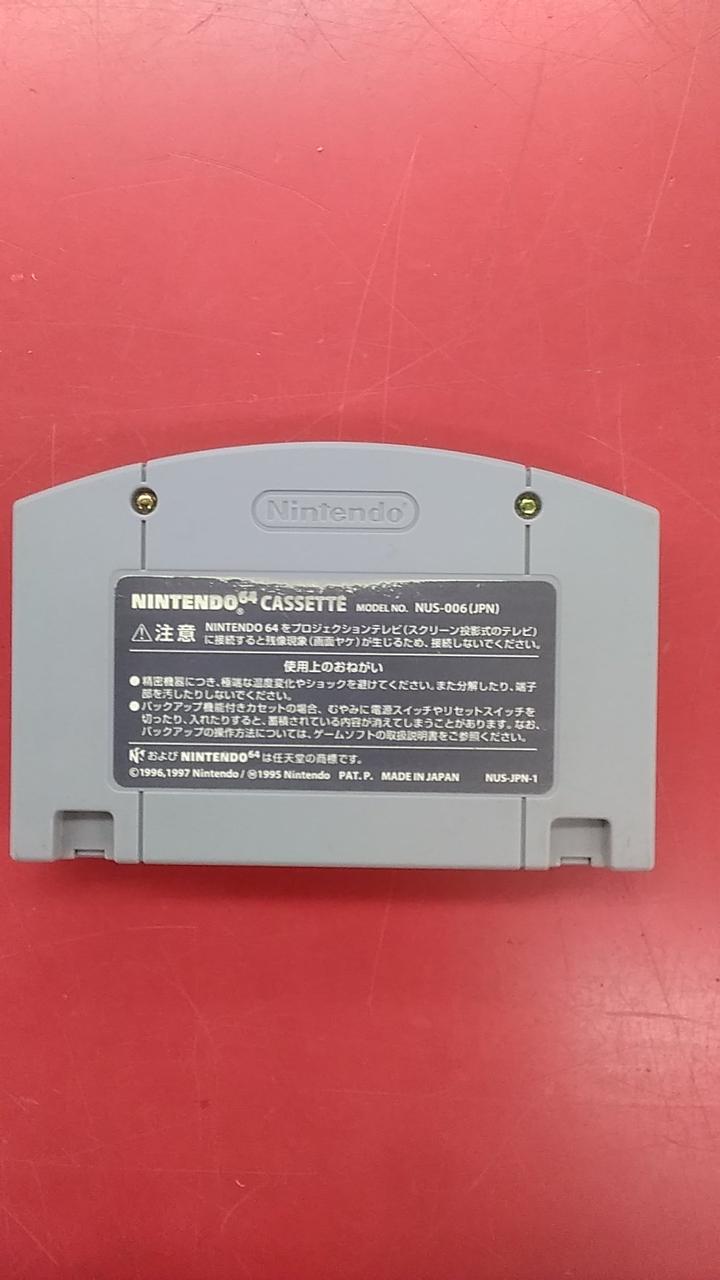 Nintendo®
NINTENDO64® CASSETTE MODEL NO. NUS-006(JPN)
⚠注意 NINTENDO 64をプロジェクションテレビ(スクリーン投影式のテレビ)
に接続すると残像現象(画面ヤケ)が生じるため、接続しないでください。
使用上のおねがい
●精密機器につき、極端な温度変化やショックを避けてください。また分解したり、端子
部を汚したりしないでください。
●バックアップ機能付きカセットの場合、むやみに電源スイッチやリセットスイッチを
切ったり、入れたりすると、蓄積されている内容が消えてしまうことがあります。なお、
バックアップの操作方法については、ゲームソフトの取扱説明書をご参照ください。
および NINTENDO64は任天堂の商標です。
©1996,1997 Nintendo / Ⓜ1995 Nintendo PAT. P. MADE IN JAPAN NUS-JPN-1